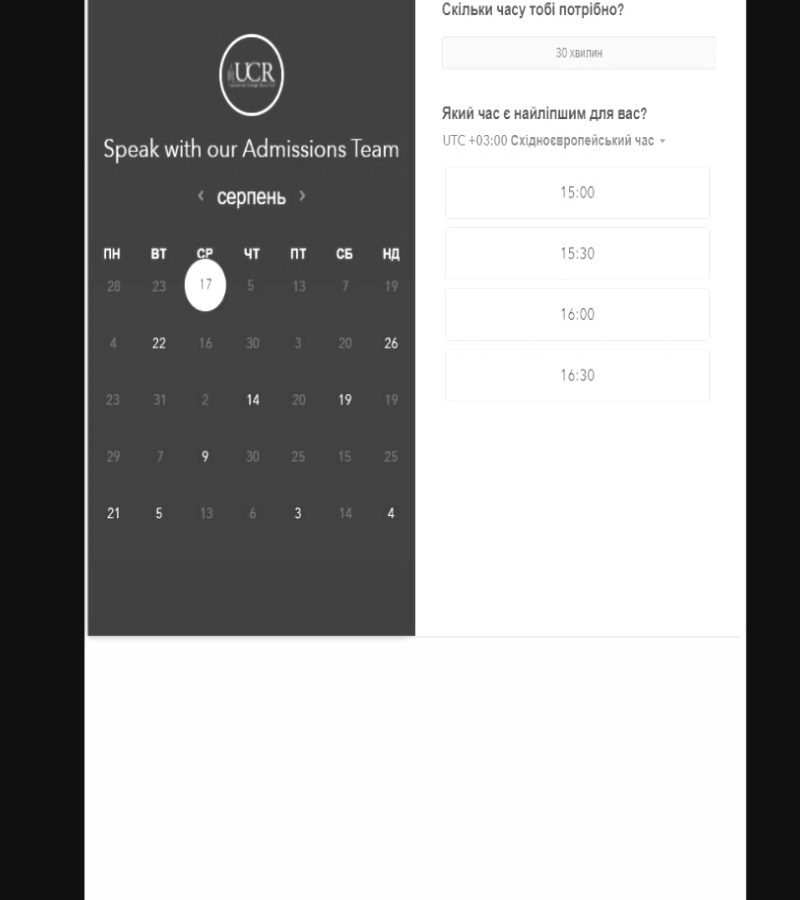 UCR
Speak with our Admissions Team
‹ серпень ›
ПН ВТ СР ЧТ ПТ СБ НД
28 23 17 5 13 7 19
4 22 16 30 3 20 26
23 31 2 14 20 19 19
29 7 9 30 25 15 25
21 5 13 6 3 14 4
Скільки часу тобі потрібно?
30 хвилин
Який час є найліпшим для вас?
UTC +03:00 Східноєвропейський час
15:00
15:30
16:00
16:30